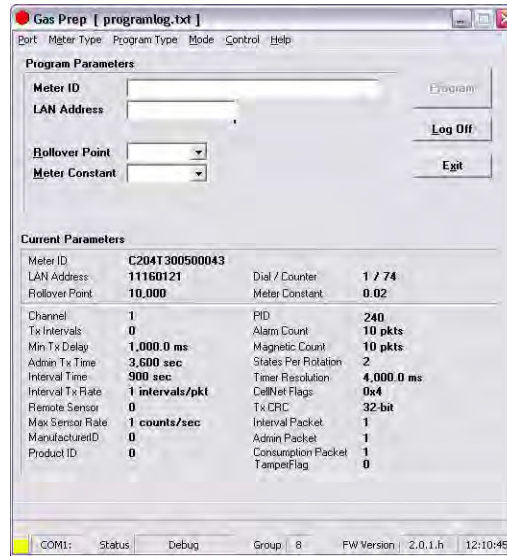 Gas Prep [ programlog.txt ]
Port Meter Type Program Type Mode Control Help
Program Parameters
Meter ID
Program
LAN Address
Log Off
Rollover Point
Exit
Meter Constant
Current Parameters
Meter ID C204T300500043
LAN Address 11160121 Dial / Counter 1 / 74
Rollover Point 10,000 Meter Constant 0.02
Channel 1 PID 240
Tx Intervals 0 Alarm Count 10 pkts
Min Tx Delay 1,000.0 ms Magnetic Count 10 pkts
Admin Tx Time 3,600 sec States Per Rotation 2
Interval Time 900 sec Timer Resolution 4,000.0 ms
Interval Tx Rate 1 intervals/pkt CellNet Flags 0x4
Remote Sensor 0 Tx CRC 32-bit
Max Sensor Rate 1 counts/sec Interval Packet 1
ManufacturerID 0 Admin Packet 1
Product ID 0 Consumption Packet 1
TamperFlag 0
COM1: Status Debug Group 8 FW Version 2.0.1.h 12:10:45